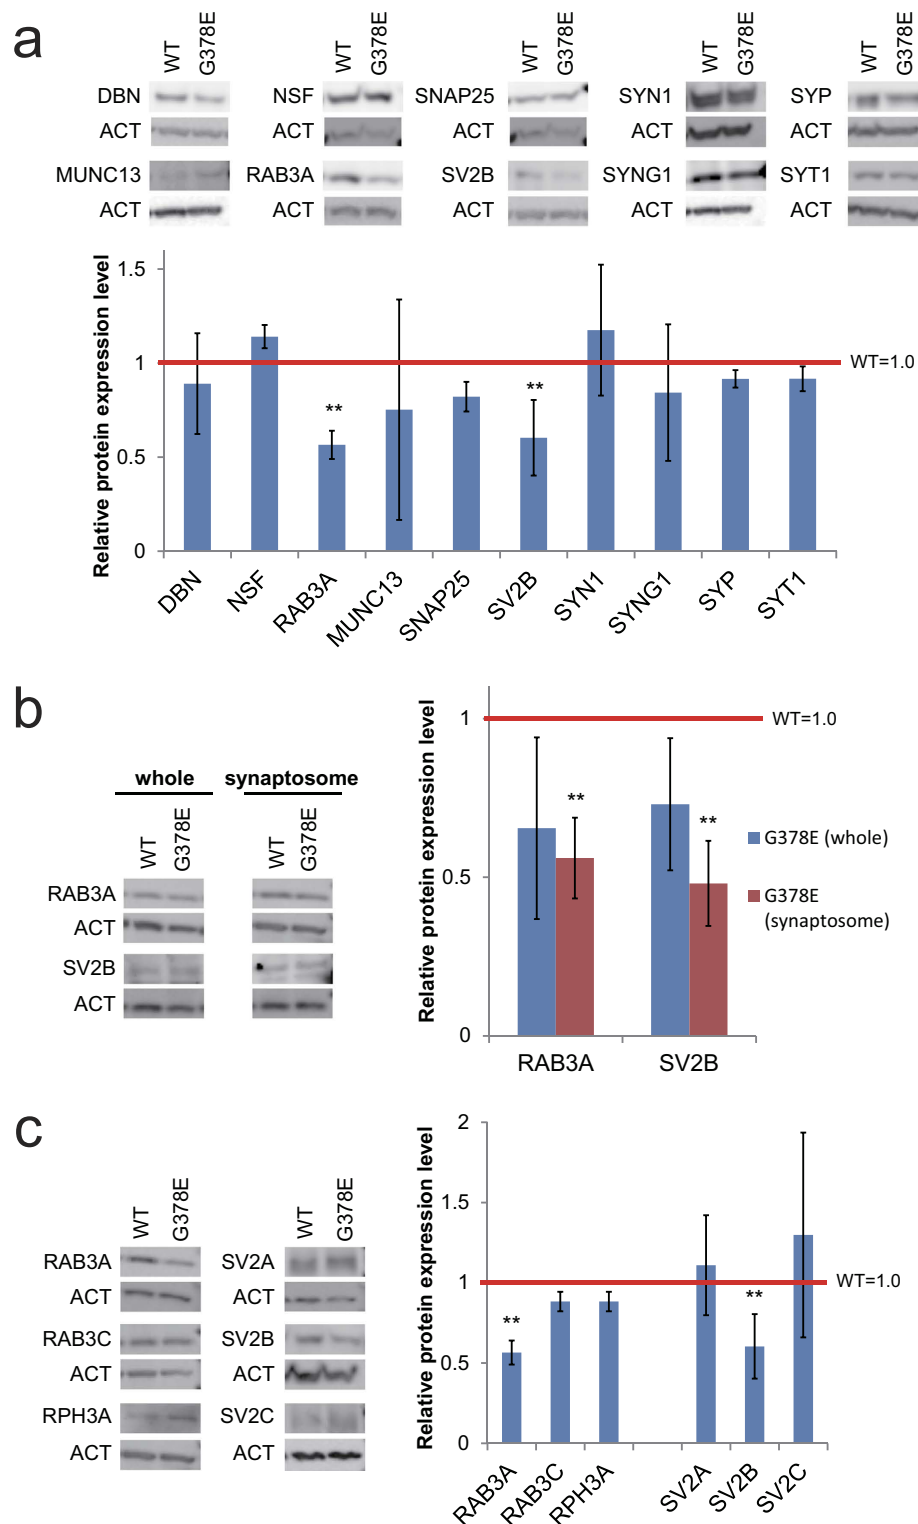 a
WT G378E WT G378E WT G378E WT G378E WT G378E
DBN NSF SNAP25 SYN1 SYP
ACT ACT ACT ACT ACT
MUNC13 RAB3A SV2B SYNG1 SYT1
ACT ACT ACT ACT ACT
Relative protein expression level
1.5
1
0.5
0
WT=1.0
**
**
DBN NSF RAB3A MUNC13 SNAP25 SV2B SYN1 SYNG1 SYP SYT1
b
whole synaptosome
WT G378E WT G378E
RAB3A
ACT
SV2B
ACT
Relative protein expression level
1
0.5
0
WT=1.0
** **
G378E (whole)
G378E
(synaptosome)
RAB3A SV2B
c
WT G378E WT G378E
RAB3A SV2A
ACT ACT
RAB3C SV2B
ACT ACT
RPH3A SV2C
ACT ACT
Relative protein expression level
2
1.5
1
0.5
0
WT=1.0
** **
RAB3A RAB3C RPH3A SV2A SV2B SV2C